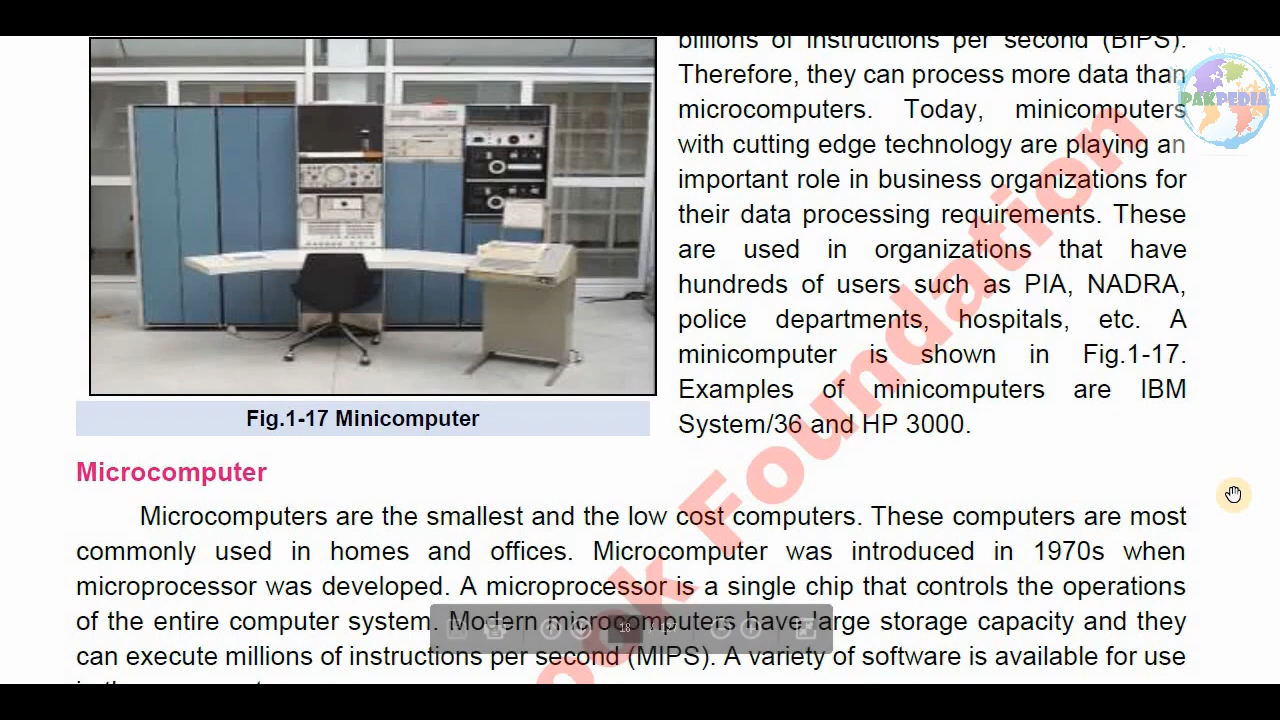 billions of instructions per second (BIPS).
Therefore, they can process more data than
microcomputers. Today, minicomputers
with cutting edge technology are playing an
important role in business organizations for
their data processing requirements. These
are used in organizations that have
hundreds of users such as PIA, NADRA,
police departments, hospitals, etc. A
minicomputer is shown in Fig.1-17.
Examples of minicomputers are IBM
System/36 and HP 3000.
PAKPEDIA
Fig.1-17 Minicomputer
Microcomputer
Microcomputers are the smallest and the low cost computers. These computers are most
commonly used in homes and offices. Microcomputer was introduced in 1970s when
microprocessor was developed. A microprocessor is a single chip that controls the operations
of the entire computer system. Modern microcomputers have large storage capacity and they
can execute millions of instructions per second (MIPS). A variety of software is available for use
ook Foundation
18